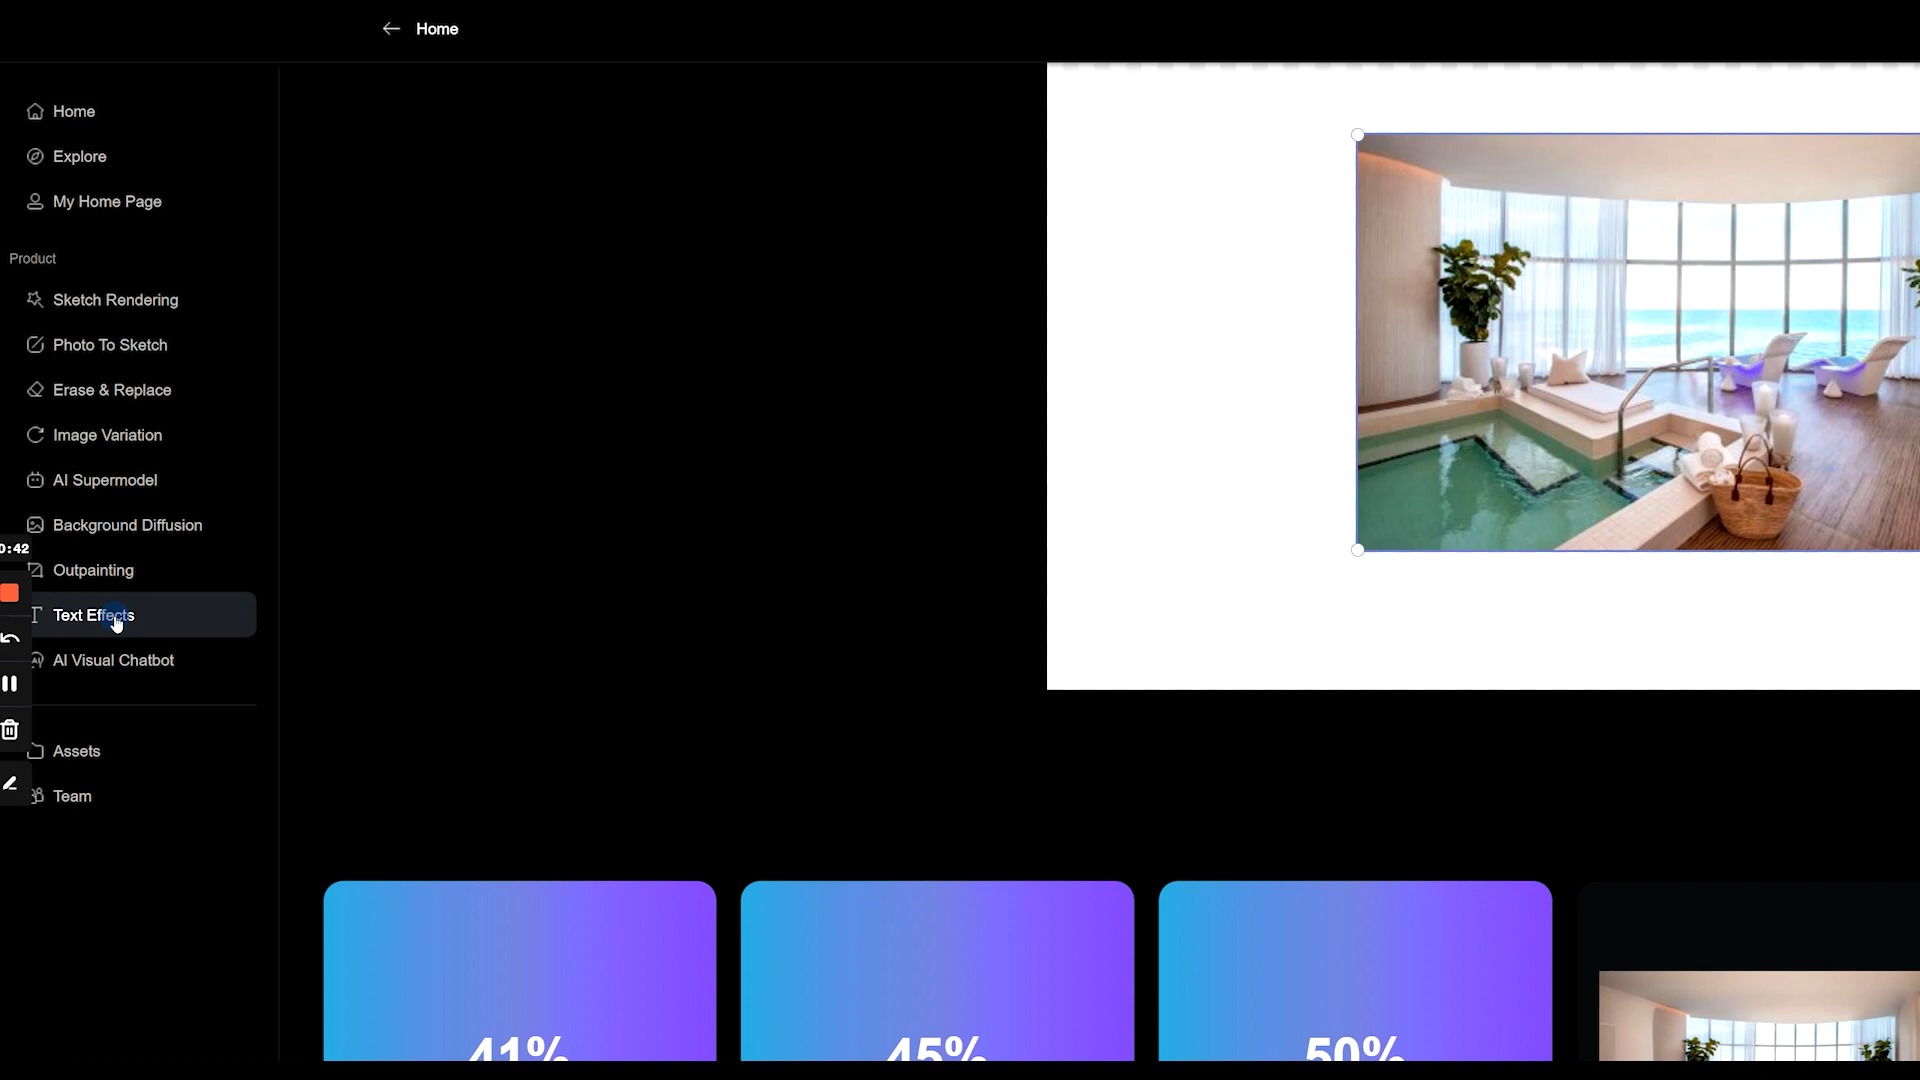 Home
Home
Explore
My Home Page
Product
Sketch Rendering
Photo To Sketch
Erase & Replace
Image Variation
AI Supermodel
Background Diffusion
0:42
Outpainting
Text Effects
AI Visual Chatbot
Assets
Team
41%
45%
50%